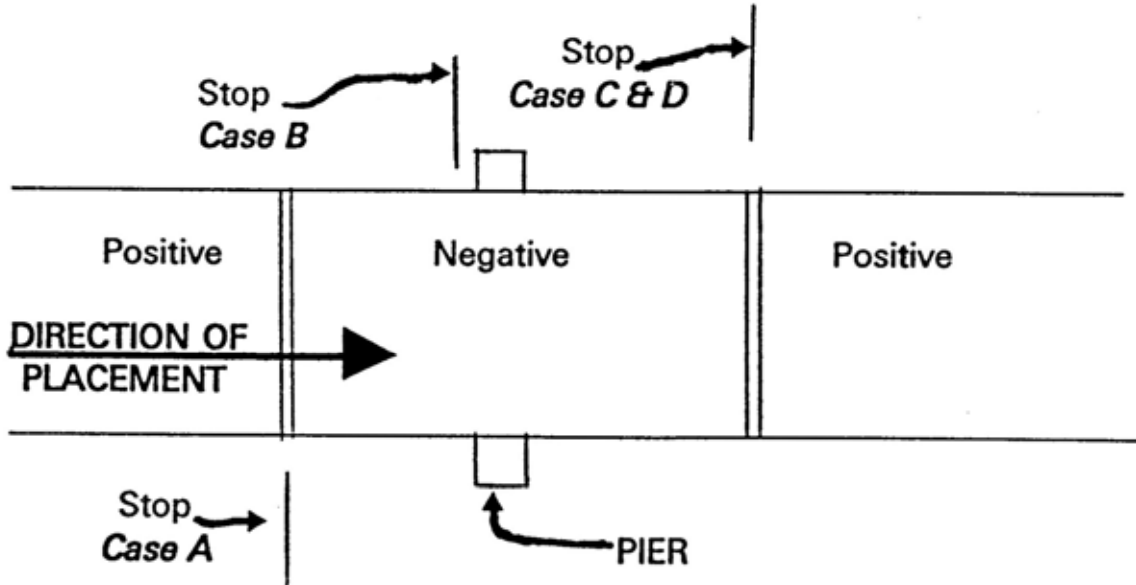 Stop
Case C & D
Stop
Case B
Positive
Negative
Positive
DIRECTION OF
PLACEMENT
Stop
Case A
PIER